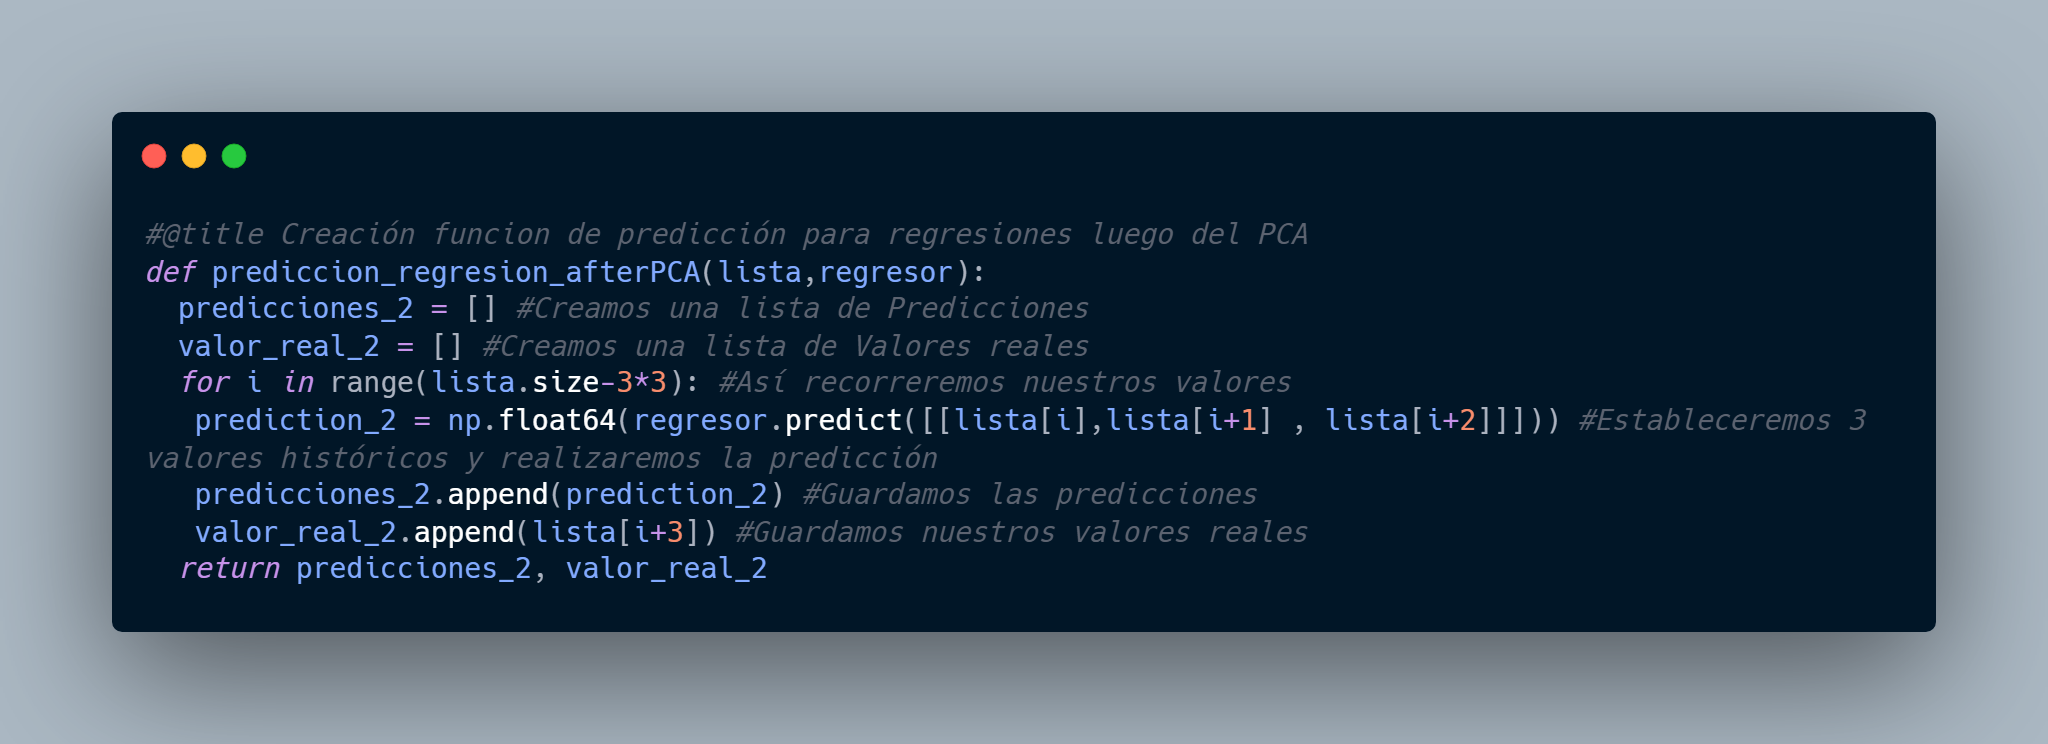 #@title Creación funcion de predicción para regresiones luego del PCA
def prediccion_regresion_afterPCA(lista,regresor):
  predicciones_2 = [] #Creamos una lista de Predicciones
  valor_real_2 = [] #Creamos una lista de Valores reales
  for i in range(lista.size-3*3): #Así recorreremos nuestros valores
   prediction_2 = np.float64(regresor.predict([[lista[i],lista[i+1] , lista[i+2]]])) #Estableceremos 3
valores históricos y realizaremos la predicción
   predicciones_2.append(prediction_2) #Guardamos las predicciones
   valor_real_2.append(lista[i+3]) #Guardamos nuestros valores reales
  return predicciones_2, valor_real_2